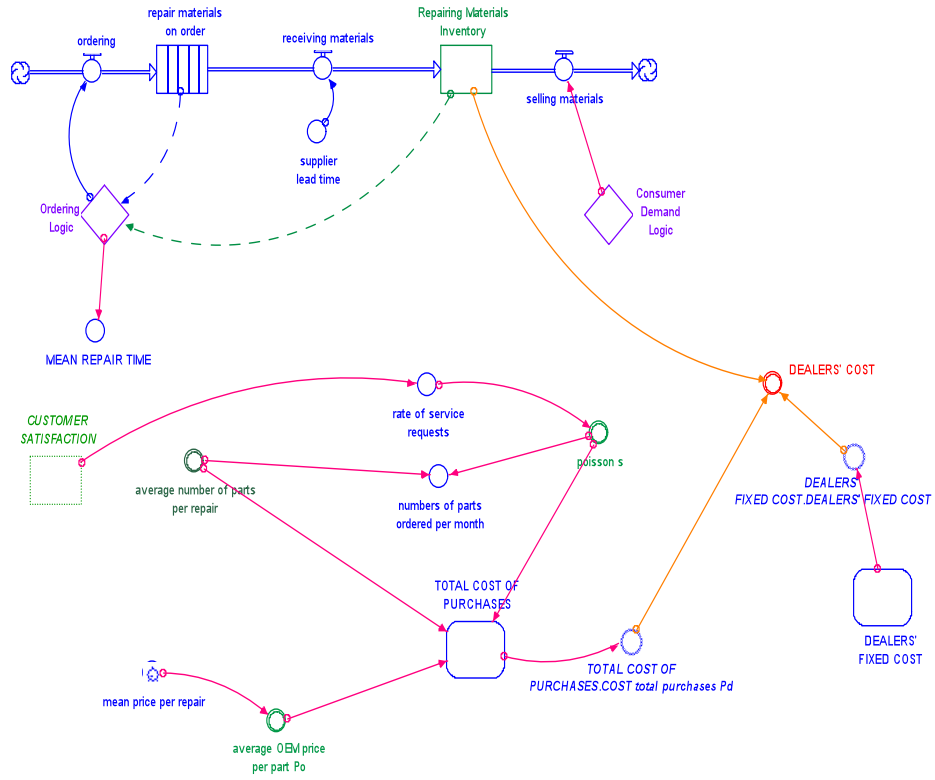 repair materials
on order
Repairing Materials
Inventory
ordering
receiving materials
selling materials
supplier
lead time
Ordering
Logic
Consumer
Demand
Logic
MEAN REPAIR TIME
DEALERS' COST
rate of service
requests
CUSTOMER
SATISFACTION
poisson s
average number of parts
per repair
numbers of parts
ordered per month
DEALERS'
FIXED COST.DEALERS' FIXED COST
TOTAL COST OF
PURCHASES
DEALERS'
FIXED COST
TOTAL COST OF
PURCHASES.COST total purchases Pd
mean price per repair
average OEM price
per part Po